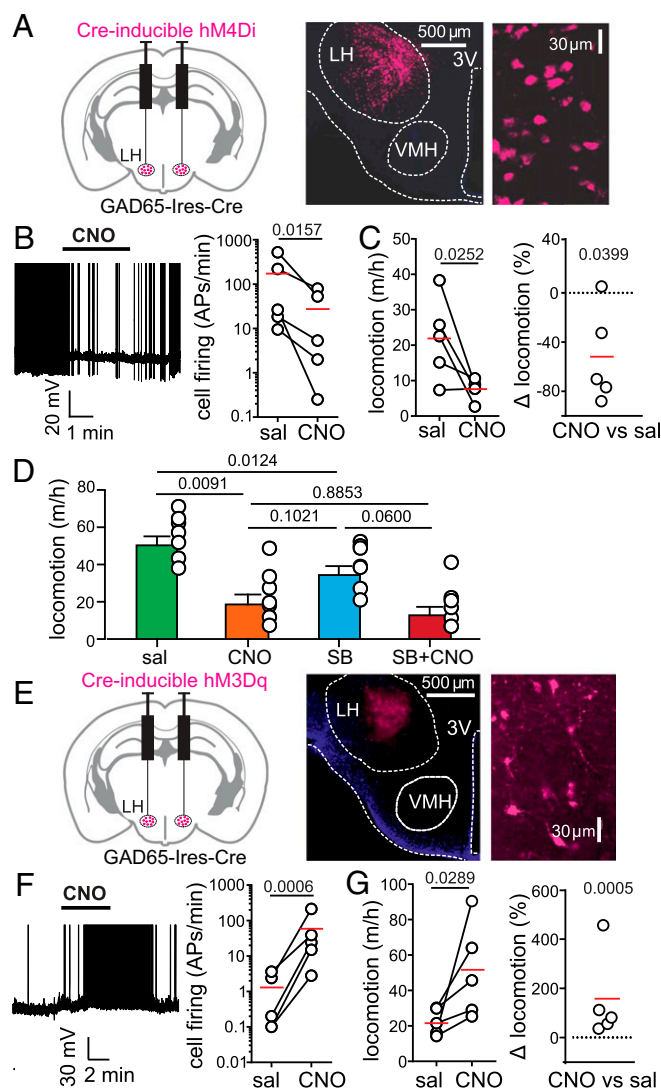 A
Cre-inducible hM4Di
LH
GAD65-Ires-Cre
LH
500 µm
3V
VMH
30µm
B
CNO
20 mV
1 min
cell firing (APs/min)
1000
100
10
1
0.1
0.0157
sal CNO
C
locomotion (m/h)
50
40
30
20
10
0
0.0252
sal CNO
Δ locomotion (%)
40
0
-40
-80
0.0399
CNO vs sal
D
locomotion (m/h)
80
60
40
20
0
0.0124
0.0091
0.8853
0.1021
0.0600
sal CNO SB SB+CNO
E
Cre-inducible hM3Dq
LH
GAD65-Ires-Cre
LH
500 µm
3V
VMH
30µm
F
CNO
30 mV
2 min
cell firing (APs/min)
1000
100
10
1
0.1
0.01
0.0006
sal CNO
G
locomotion (m/h)
100
80
60
40
20
0
0.0289
sal CNO
Δ locomotion (%)
600
400
200
0
0.0005
CNO vs sal